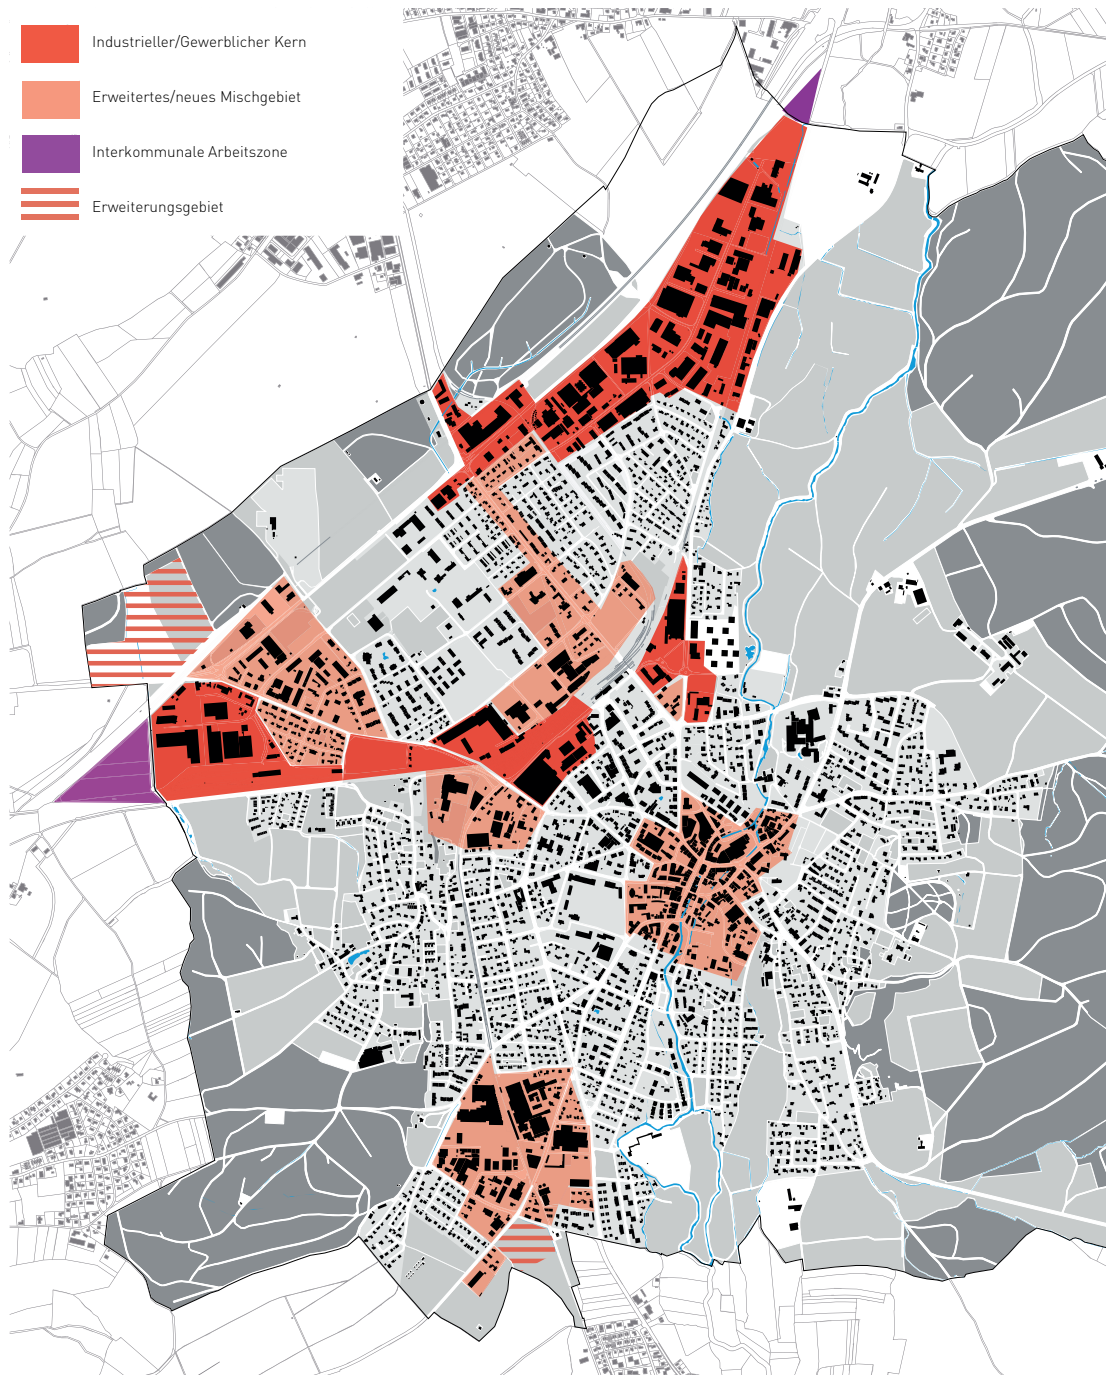 Industrieller/Gewerblicher Kern
Erweitertes/neues Mischgebiet
Interkommunale Arbeitszone
Erweiterungsgebiet